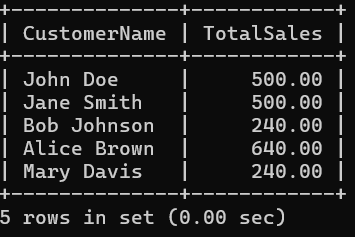 +--------------+------------+
| CustomerName | TotalSales |
+--------------+------------+
| John Doe     |     500.00 |
| Jane Smith   |     500.00 |
| Bob Johnson  |     240.00 |
| Alice Brown  |     640.00 |
| Mary Davis   |     240.00 |
+--------------+------------+
5 rows in set (0.00 sec)